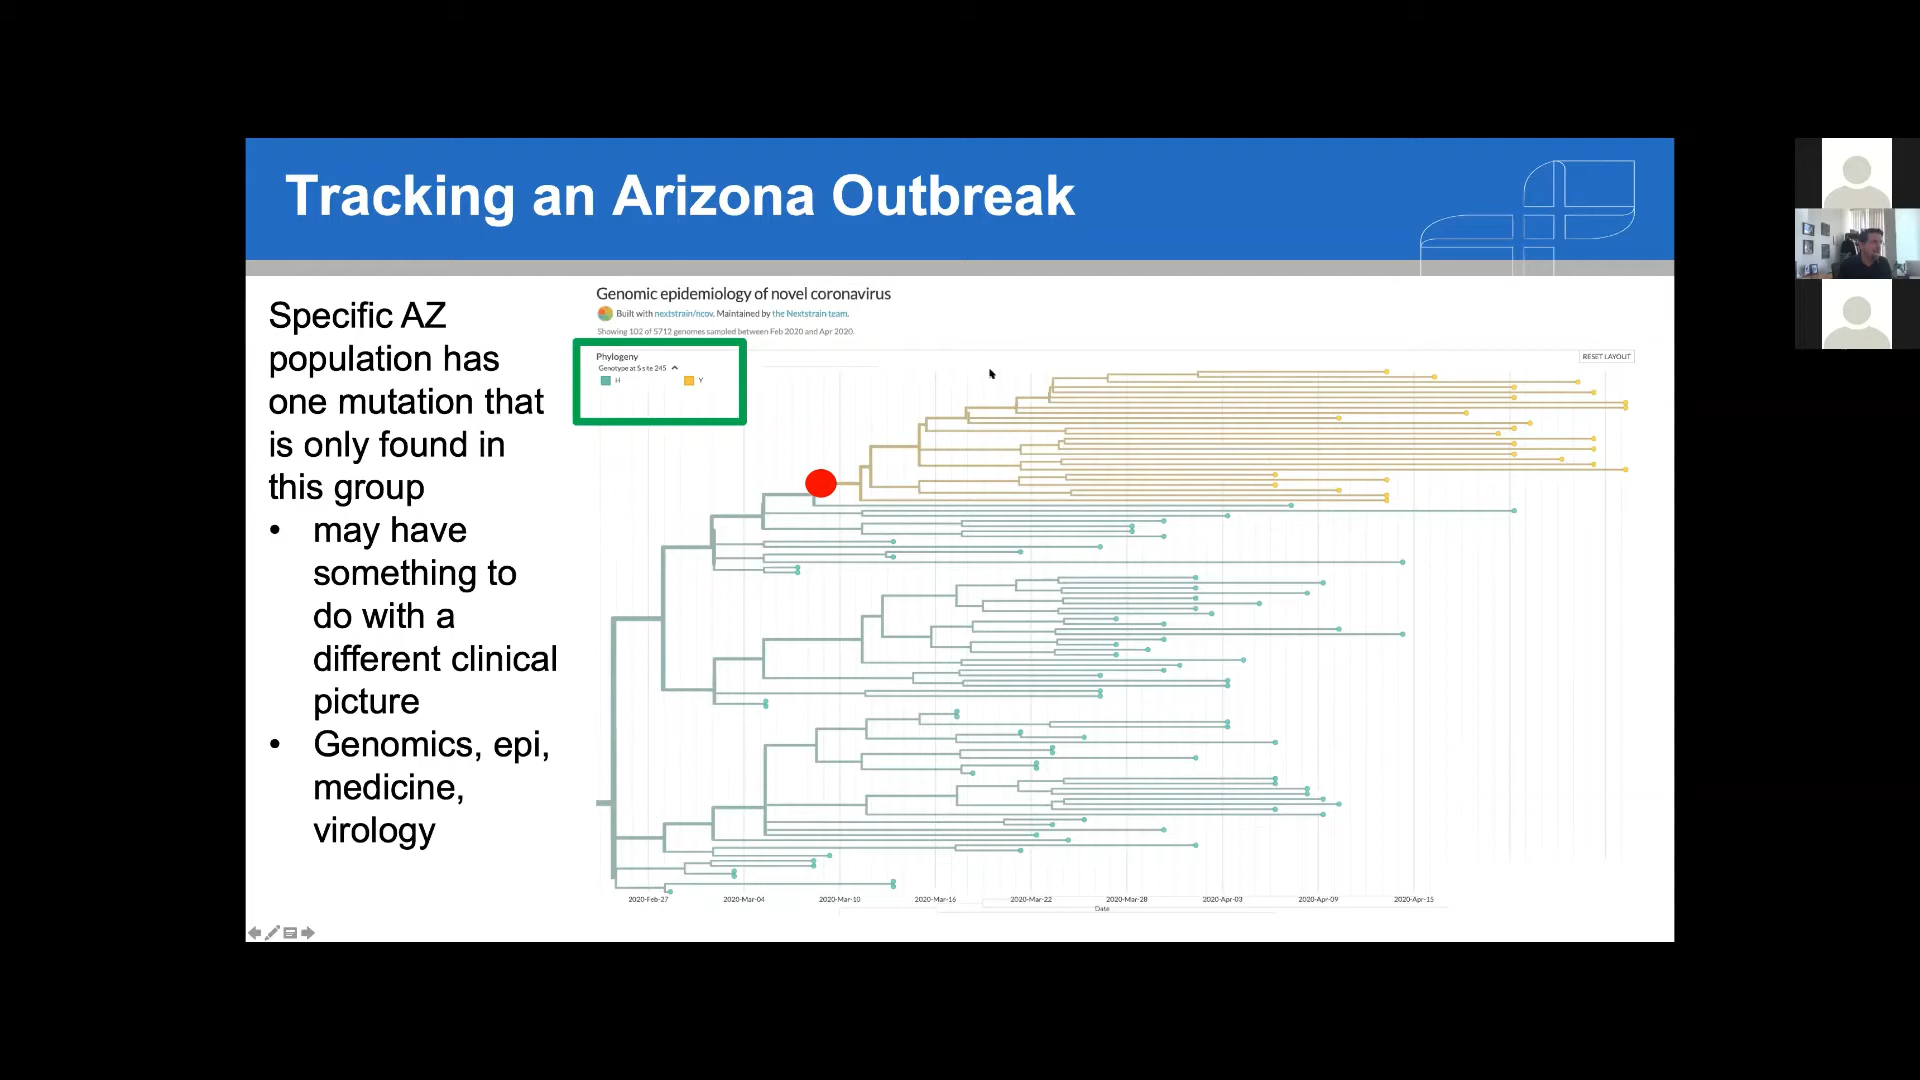 Tracking an Arizona Outbreak
Specific AZ
population has
one mutation that
is only found in
this group
• may have
something to
do with a
different clinical
picture
• Genomics, epi,
medicine,
virology
Genomic epidemiology of novel coronavirus
Built with nextstrain/ncov. Maintained by the Nextstrain team.
Showing 102 of 5712 genomes sampled between Feb 2020 and Apr 2020.
Phylogeny
Genotype at S site 245
H Y
RESET LAYOUT
2020-Feb-27 2020-Mar-04 2020-Mar-10 2020-Mar-16 2020-Mar-22 2020-Mar-28 2020-Apr-03 2020-Apr-09 2020-Apr-15
Date